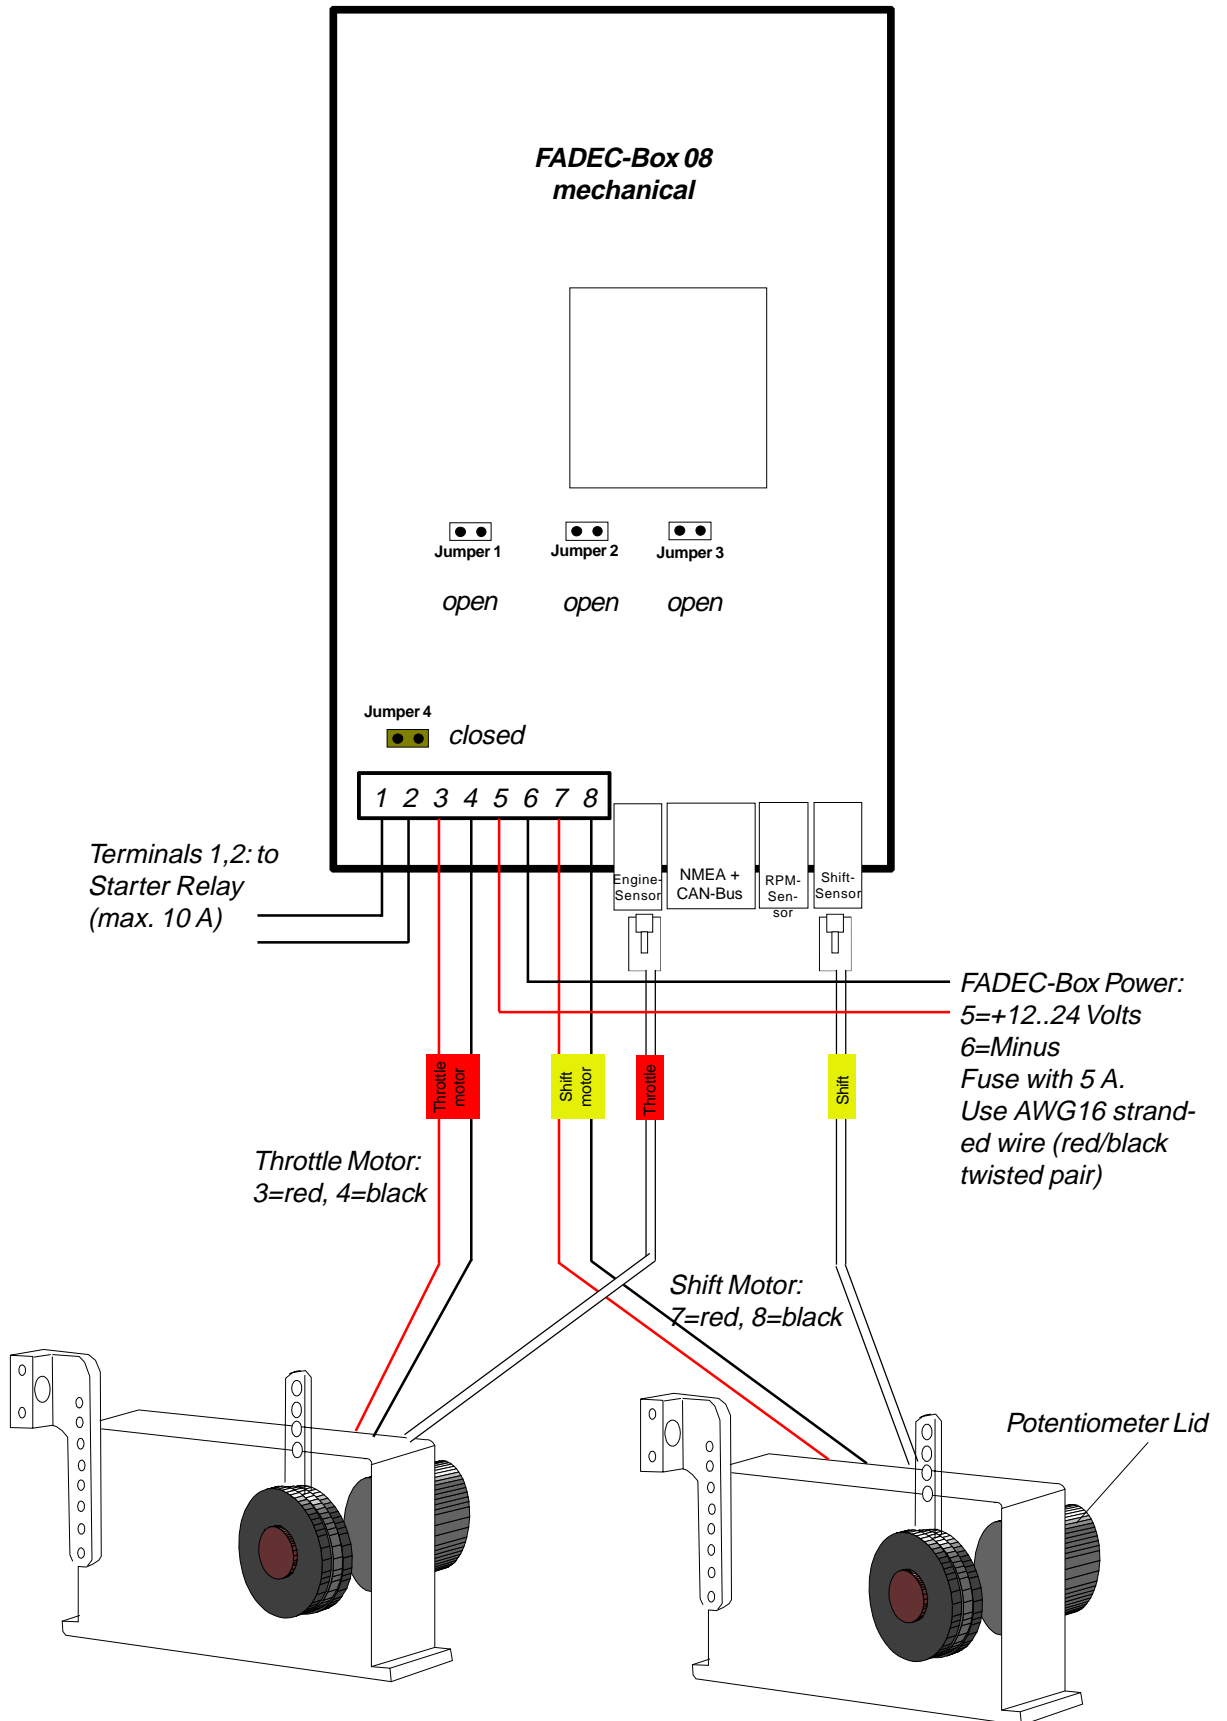 FADEC-Box 08
mechanical
Jumper 1
Jumper 2
Jumper 3
open
open
open
Jumper 4
closed
1 2 3 4 5 6 7 8
Terminals 1,2: to
Starter Relay
(max. 10 A)
Engine-
Sensor
NMEA +
CAN-Bus
RPM-
Sen-
sor
Shift-
Sensor
FADEC-Box Power:
5=+12..24 Volts
6=Minus
Fuse with 5 A.
Use AWG16 strand-
ed wire (red/black
twisted pair)
Throttle
motor
Shift
motor
Throttle
Shift
Throttle Motor:
3=red, 4=black
Shift Motor:
7=red, 8=black
Potentiometer Lid